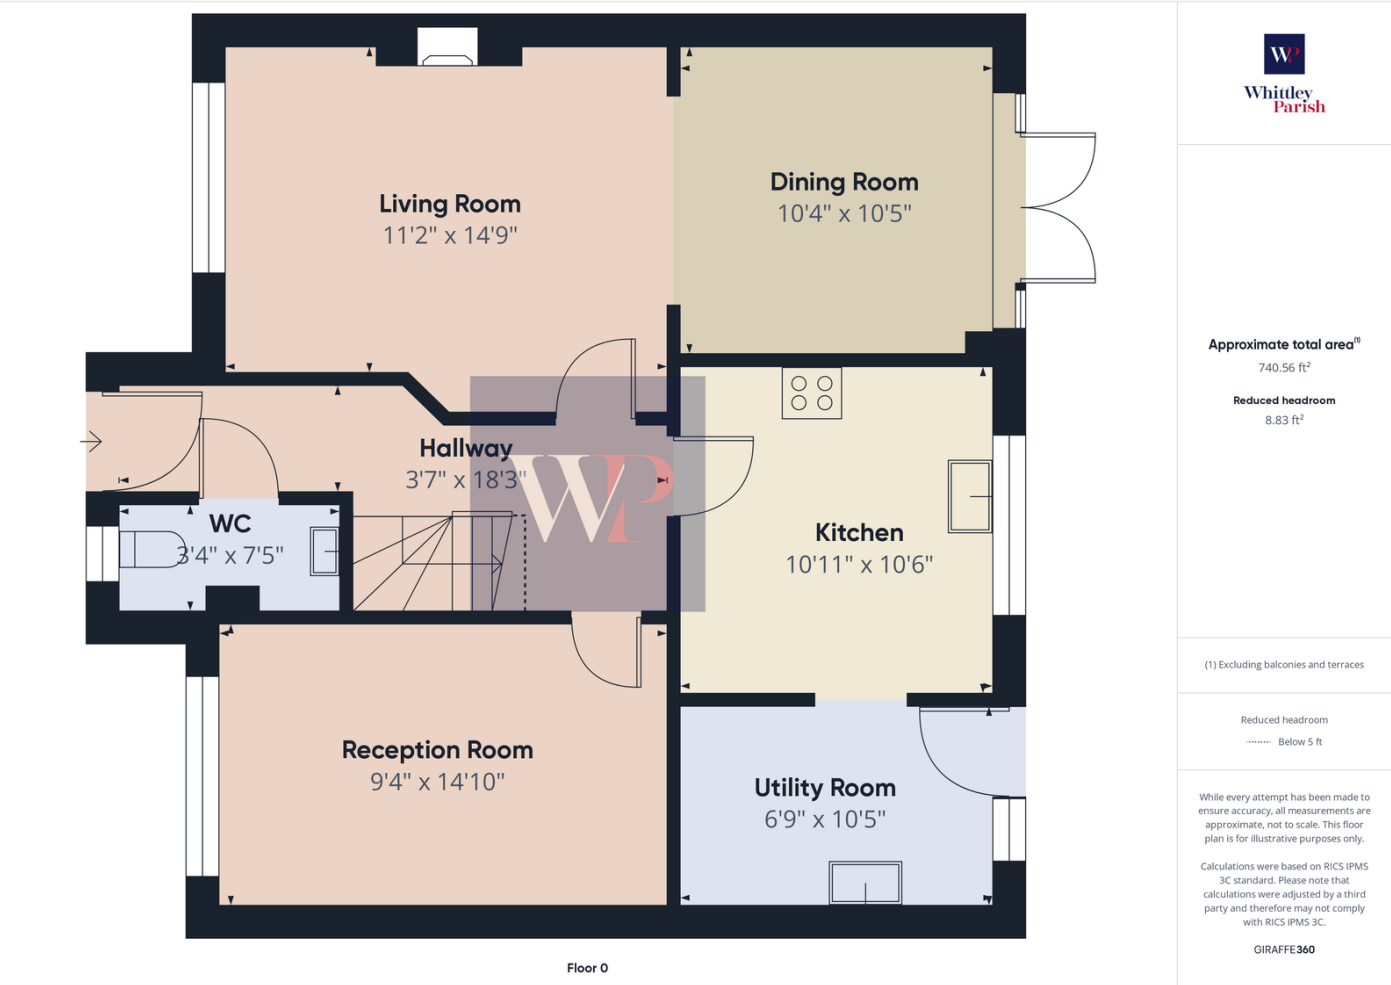 Living Room
11'2" x 14'9"
Dining Room
10'4" x 10'5"
Hallway
3'7" x 18'3"
WP
WC
3'4" x 7'5"
Kitchen
10'11" x 10'6"
Reception Room
9'4" x 14'10"
Utility Room
6'9" x 10'5"
Floor 0
WP
Whittley
Parish
Approximate total area⁽¹⁾
740.56 ft²
Reduced headroom
8.83 ft²
(1) Excluding balconies and terraces
Reduced headroom
Below 5 ft
While every attempt has been made to
ensure accuracy, all measurements are
approximate, not to scale. This floor
plan is for illustrative purposes only.
Calculations were based on RICS IPMS
3C standard. Please note that
calculations were adjusted by a third
party and therefore may not comply
with RICS IPMS 3C.
GIRAFFE360